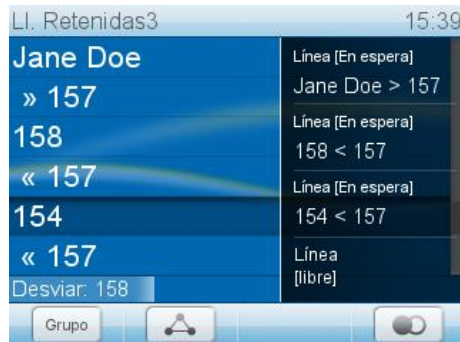 Ll. Retenidas3
15:39
Jane Doe
» 157
158
« 157
154
« 157
Desviar: 158
Línea [En espera]
Jane Doe > 157
Línea [En espera]
158 < 157
Línea [En espera]
154 < 157
Línea
[libre]
Grupo